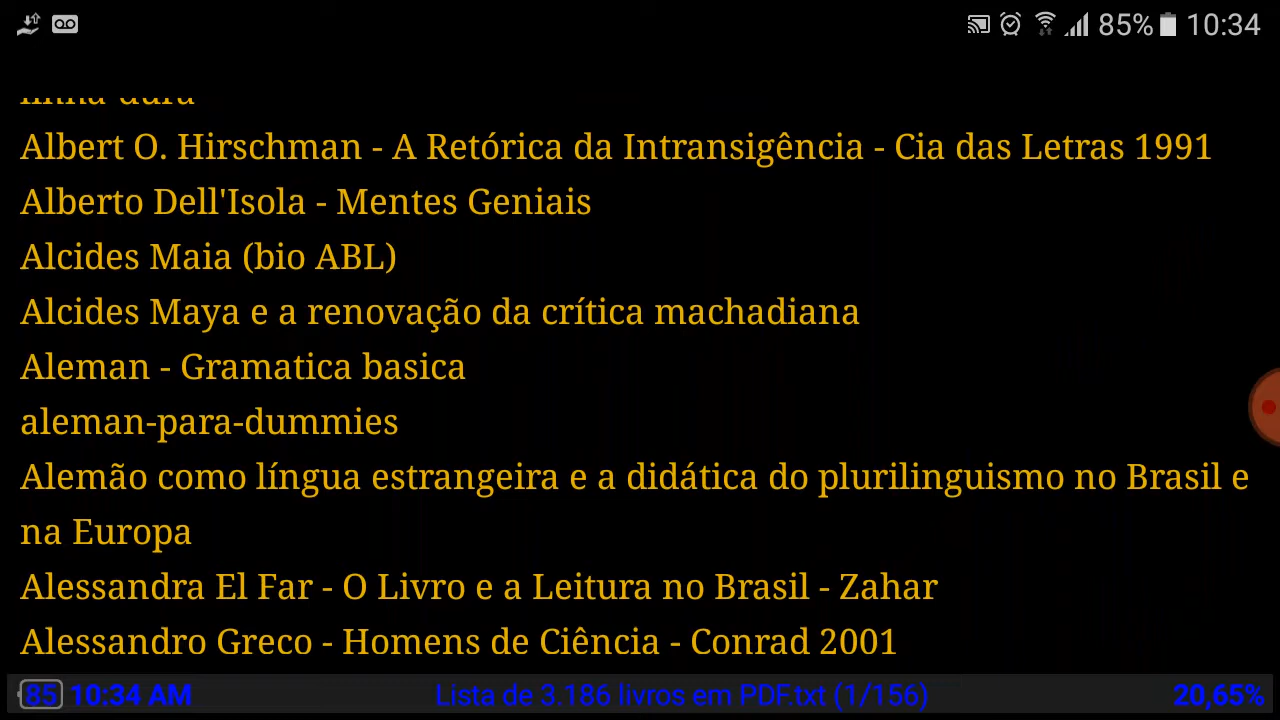 85% 10:34
Albert O. Hirschman - A Retórica da Intransigência - Cia das Letras 1991
Alberto Dell'Isola - Mentes Geniais
Alcides Maia (bio ABL)
Alcides Maya e a renovação da crítica machadiana
Aleman - Gramatica basica
aleman-para-dummies
Alemão como língua estrangeira e a didática do plurilinguismo no Brasil e
na Europa
Alessandra El Far - O Livro e a Leitura no Brasil - Zahar
Alessandro Greco - Homens de Ciência - Conrad 2001
85 10:34 AM Lista de 3.186 livros em PDF.txt (1/156) 20,65%